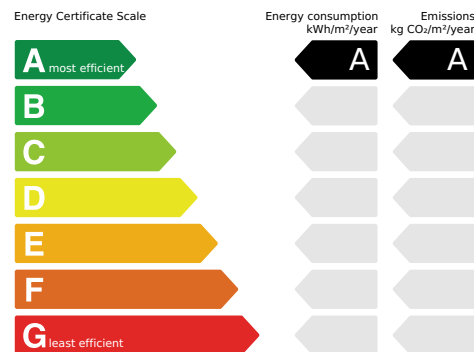 Energy Certificate Scale
Energy consumption
kWh/m²/year
Emissions
kg CO₂/m²/year
A most efficient
A
A
B
C
D
E
F
G least efficient